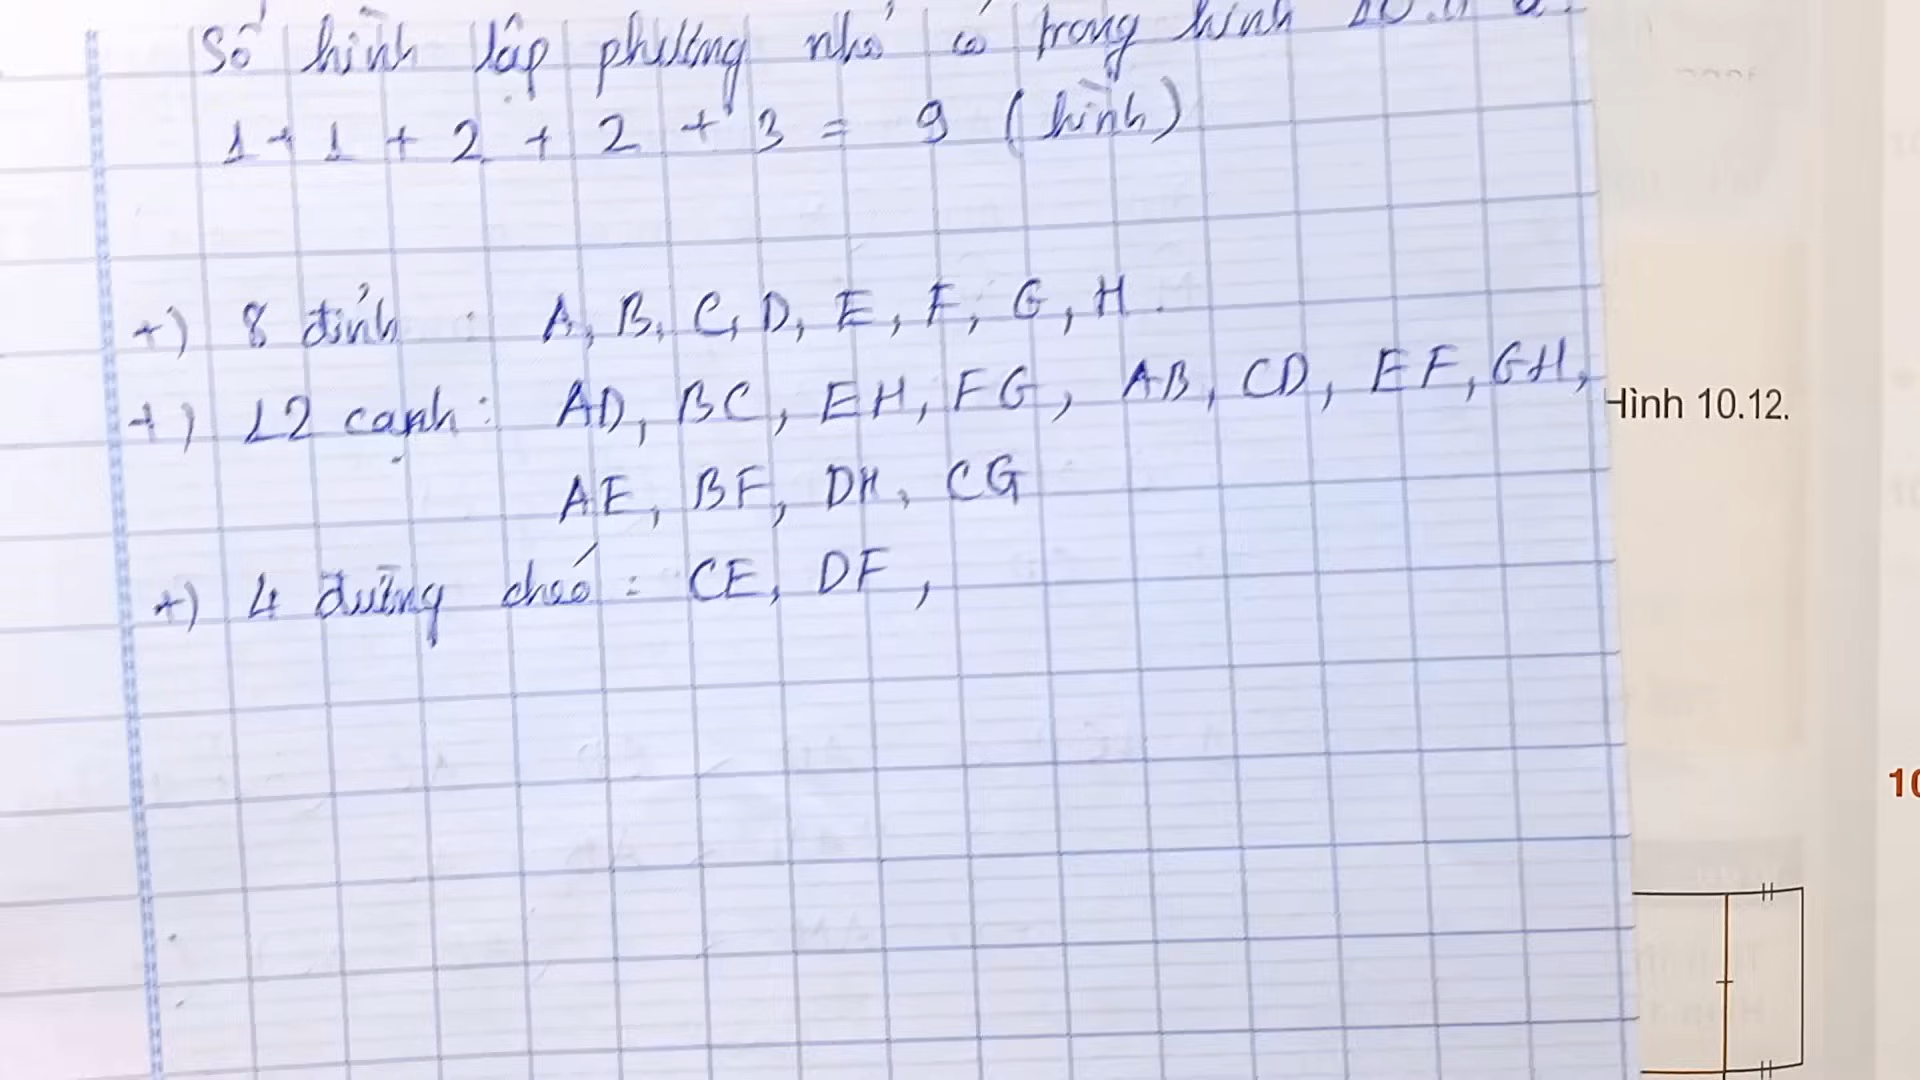 Số hình lập phương nhỏ có trong hình
1 + 1 + 2 + 2 + 3 = 9 (hình)
+) 8 đỉnh : A, B, C, D, E, F, G, H.
+) 12 cạnh : AD, BC, EH, FG, AB, CD, EF, GH,
Hình 10.12.
AE, BF, DH, CG
+) 4 đường chéo : CE, DF,
10